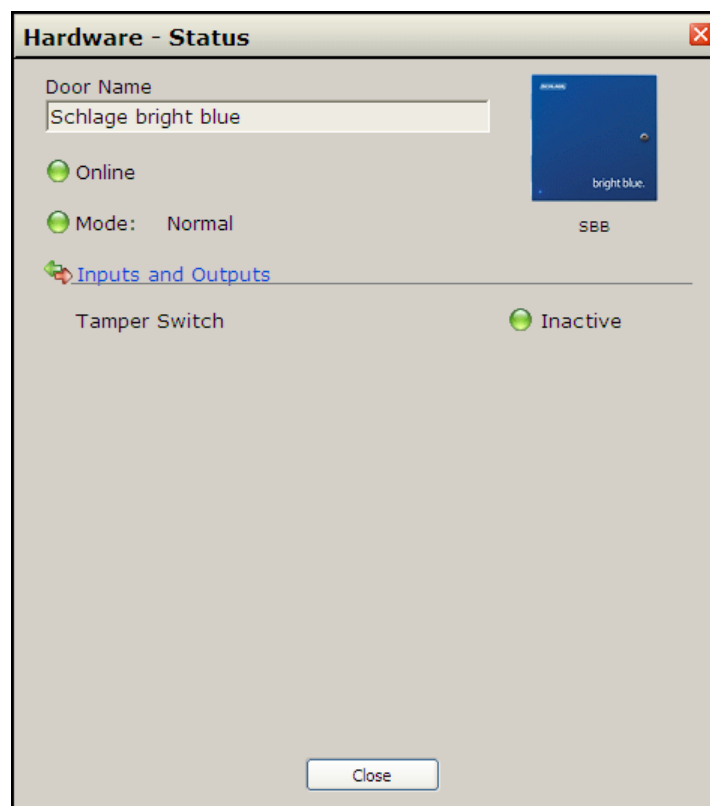 Hardware - Status
Door Name
Schlage bright blue
Online
Mode: Normal
bright blue.
SBB
Inputs and Outputs
Tamper Switch
Inactive
Close